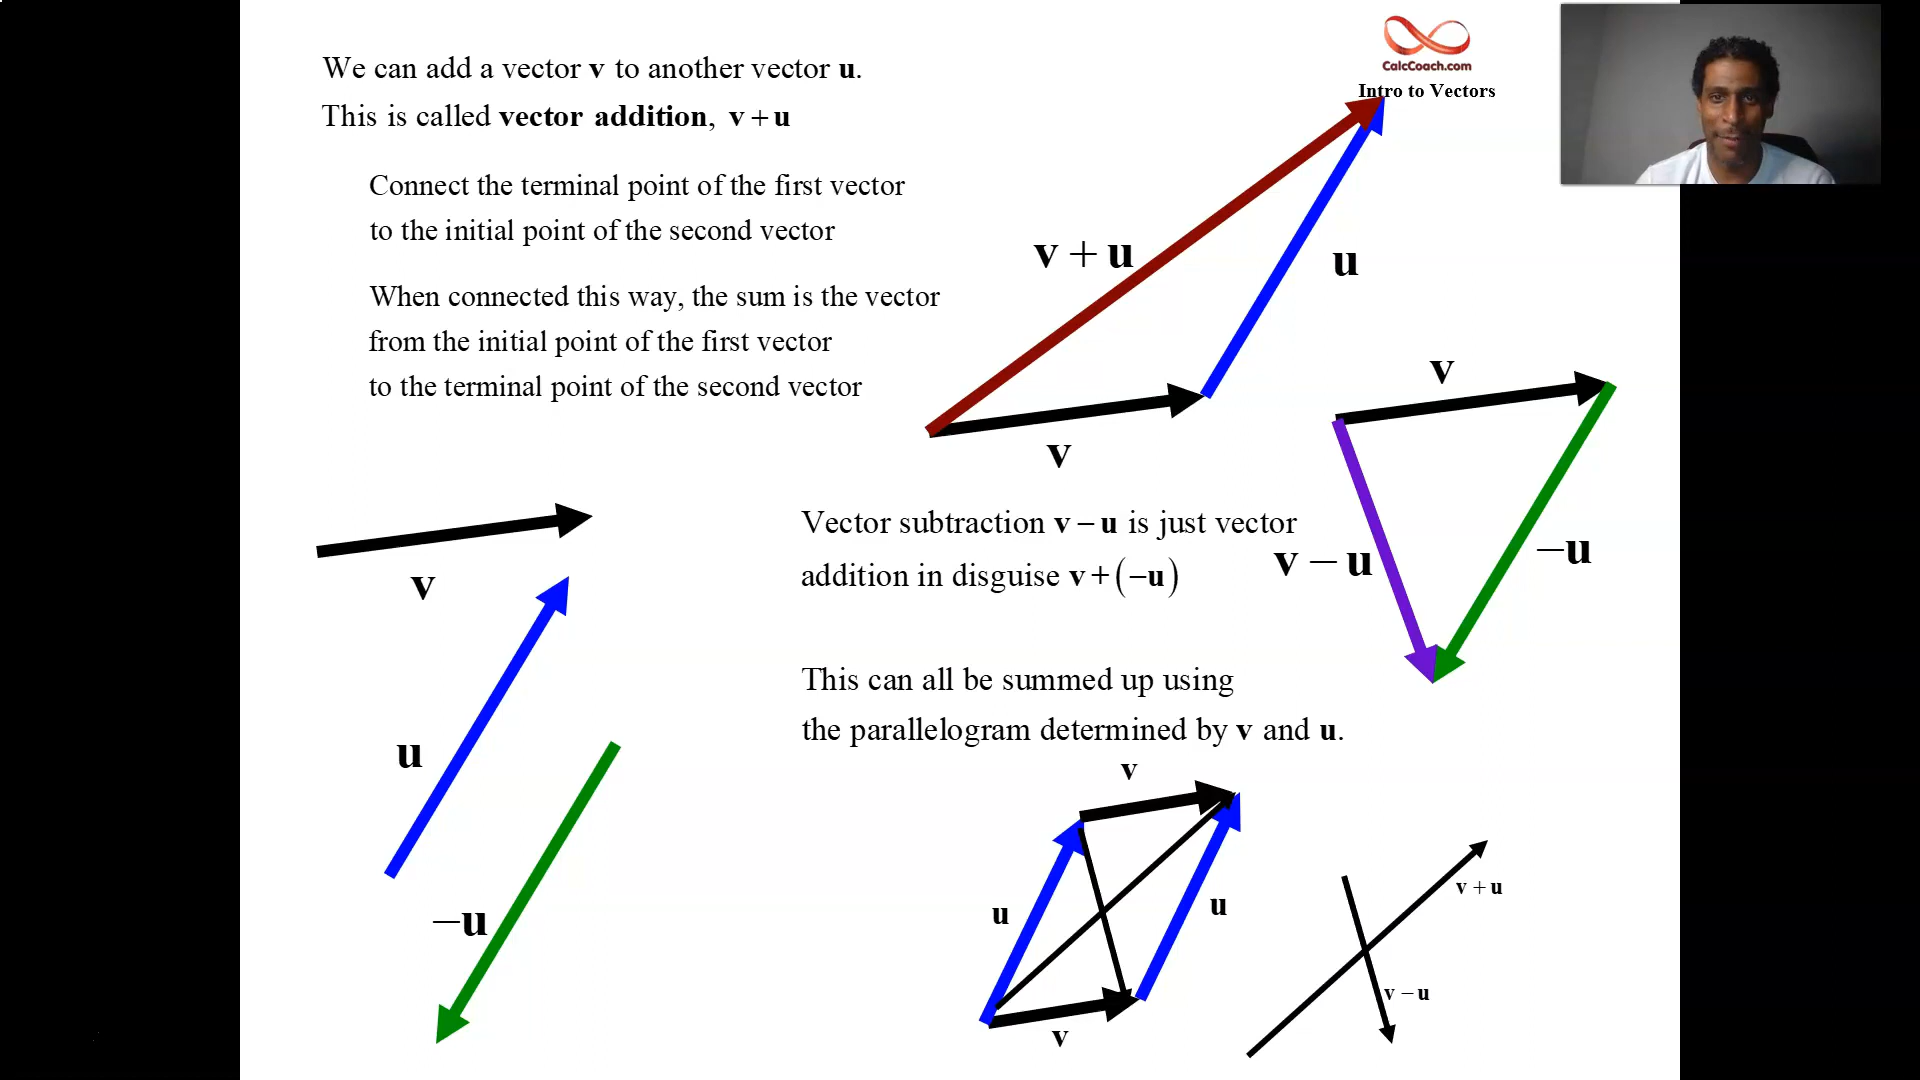 We can add a vector v to another vector u.
This is called vector addition, v + u
Connect the terminal point of the first vector
to the initial point of the second vector
When connected this way, the sum is the vector
from the initial point of the first vector
to the terminal point of the second vector
CalcCoach.com
Intro to Vectors
v + u
u
v
v
−u
v − u
v
u
−u
Vector subtraction v − u is just vector
addition in disguise v + (−u)
This can all be summed up using
the parallelogram determined by v and u.
v
u
u
v
v + u
v − u